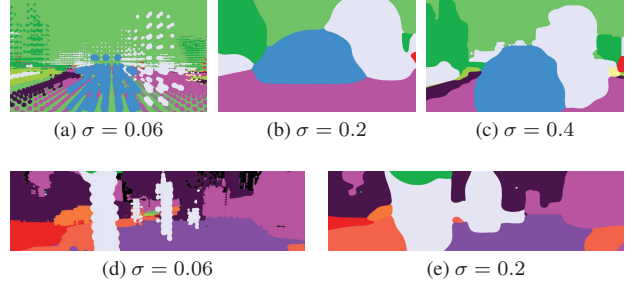 (a) σ = 0.06
(b) σ = 0.2
(c) σ = 0.4
(d) σ = 0.06
(e) σ = 0.2